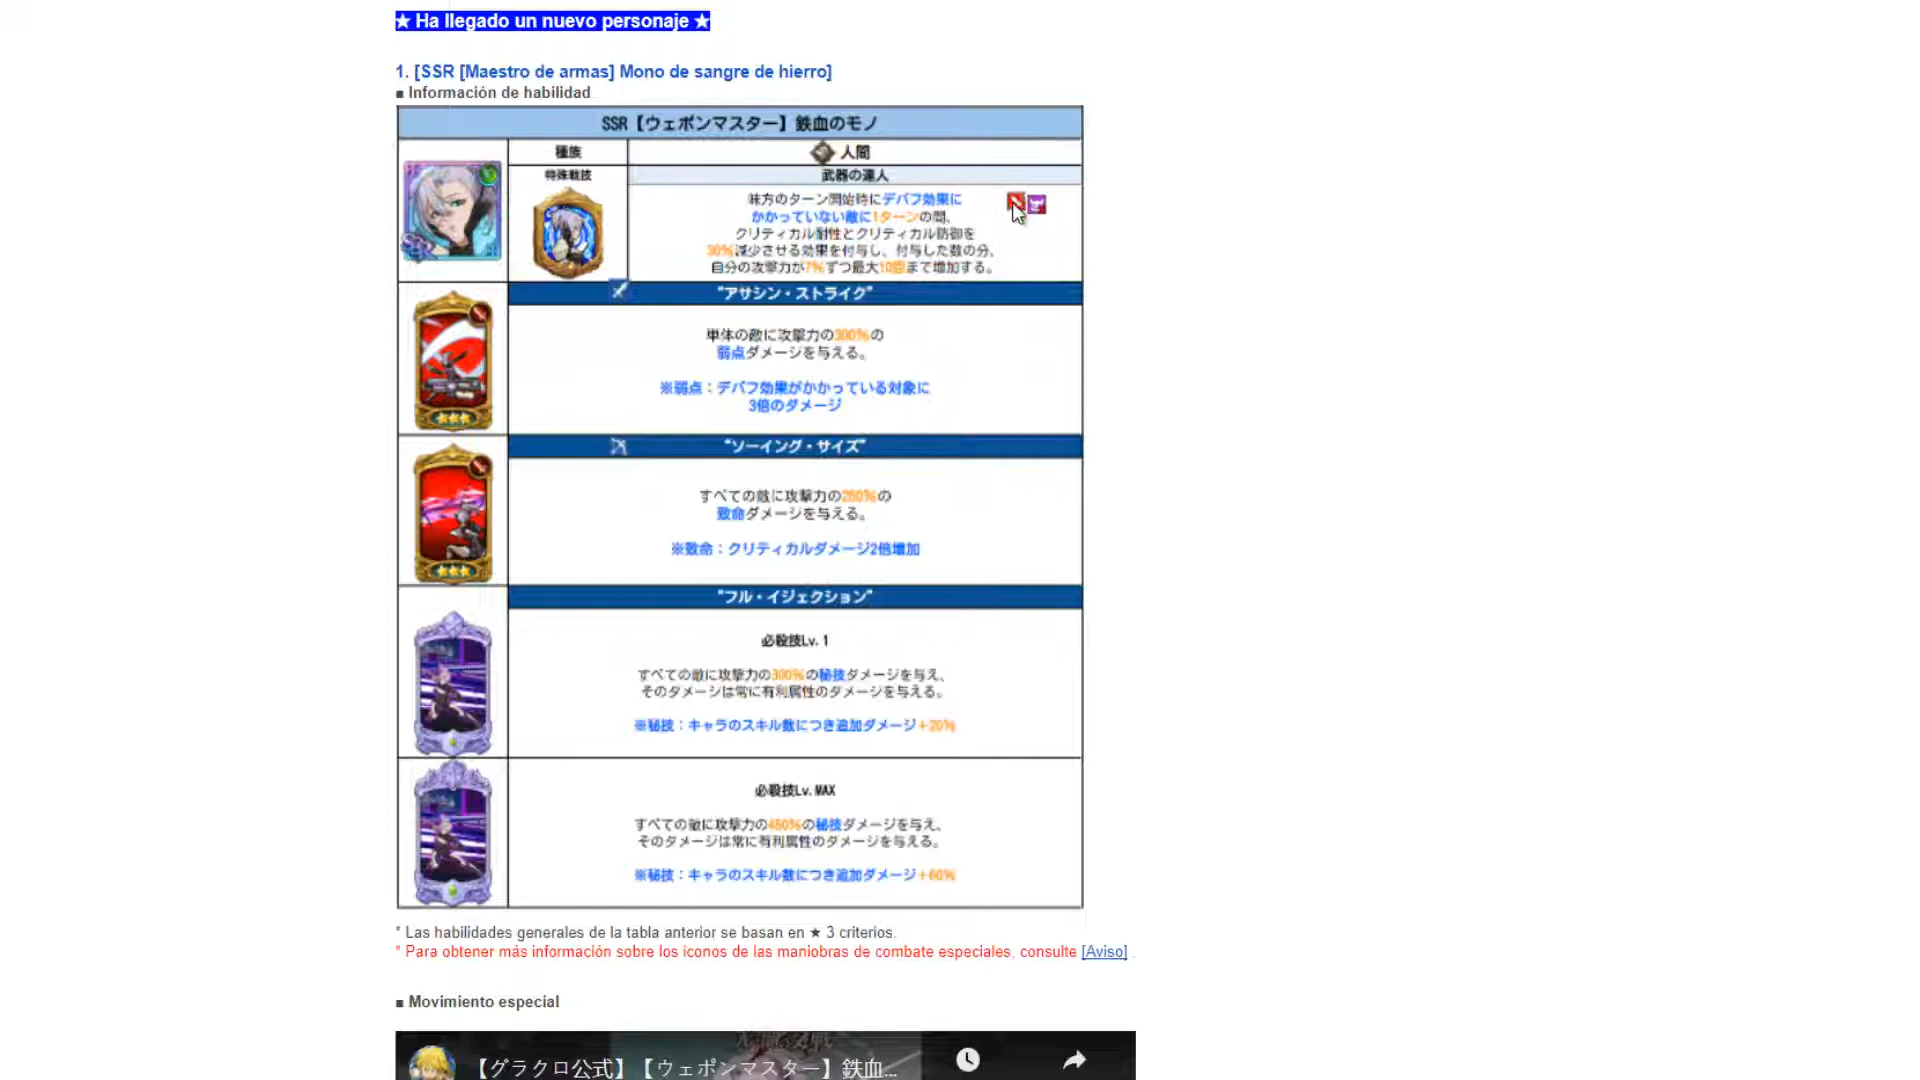 ★ Ha llegado un nuevo personaje ★
1. [SSR [Maestro de armas] Mono de sangre de hierro]
■ Información de habilidad
SSR【ウェポンマスター】鉄血のモノ
種族
人間
特殊戦技
武器の達人
味方のターン開始時にデバフ効果に
かかっていない敵に1ターンの間、
クリティカル耐性とクリティカル防御を
30%減少させる効果を付与し、付与した数の分、
自分の攻撃力が7%ずつ最大10回まで増加する。
“アサシン・ストライク”
単体の敵に攻撃力の300%の
弱点ダメージを与える。
※弱点：デバフ効果がかかっている対象に
3倍のダメージ
“ソーイング・サイズ”
すべての敵に攻撃力の250%の
致命ダメージを与える。
※致命：クリティカルダメージ2倍増加
“フル・イジェクション”
必殺技Lv. 1
すべての敵に攻撃力の300%の秘技ダメージを与え、
そのダメージは常に有利属性のダメージを与える。
※秘技：キャラのスキル数につき追加ダメージ+20%
必殺技Lv. MAX
すべての敵に攻撃力の450%の秘技ダメージを与え、
そのダメージは常に有利属性のダメージを与える。
※秘技：キャラのスキル数につき追加ダメージ+60%
* Las habilidades generales de la tabla anterior se basan en ★ 3 criterios.
* Para obtener más información sobre los iconos de las maniobras de combate especiales, consulte [Aviso] .
■ Movimiento especial
【グラクロ公式】【ウェポンマスター】鉄血...